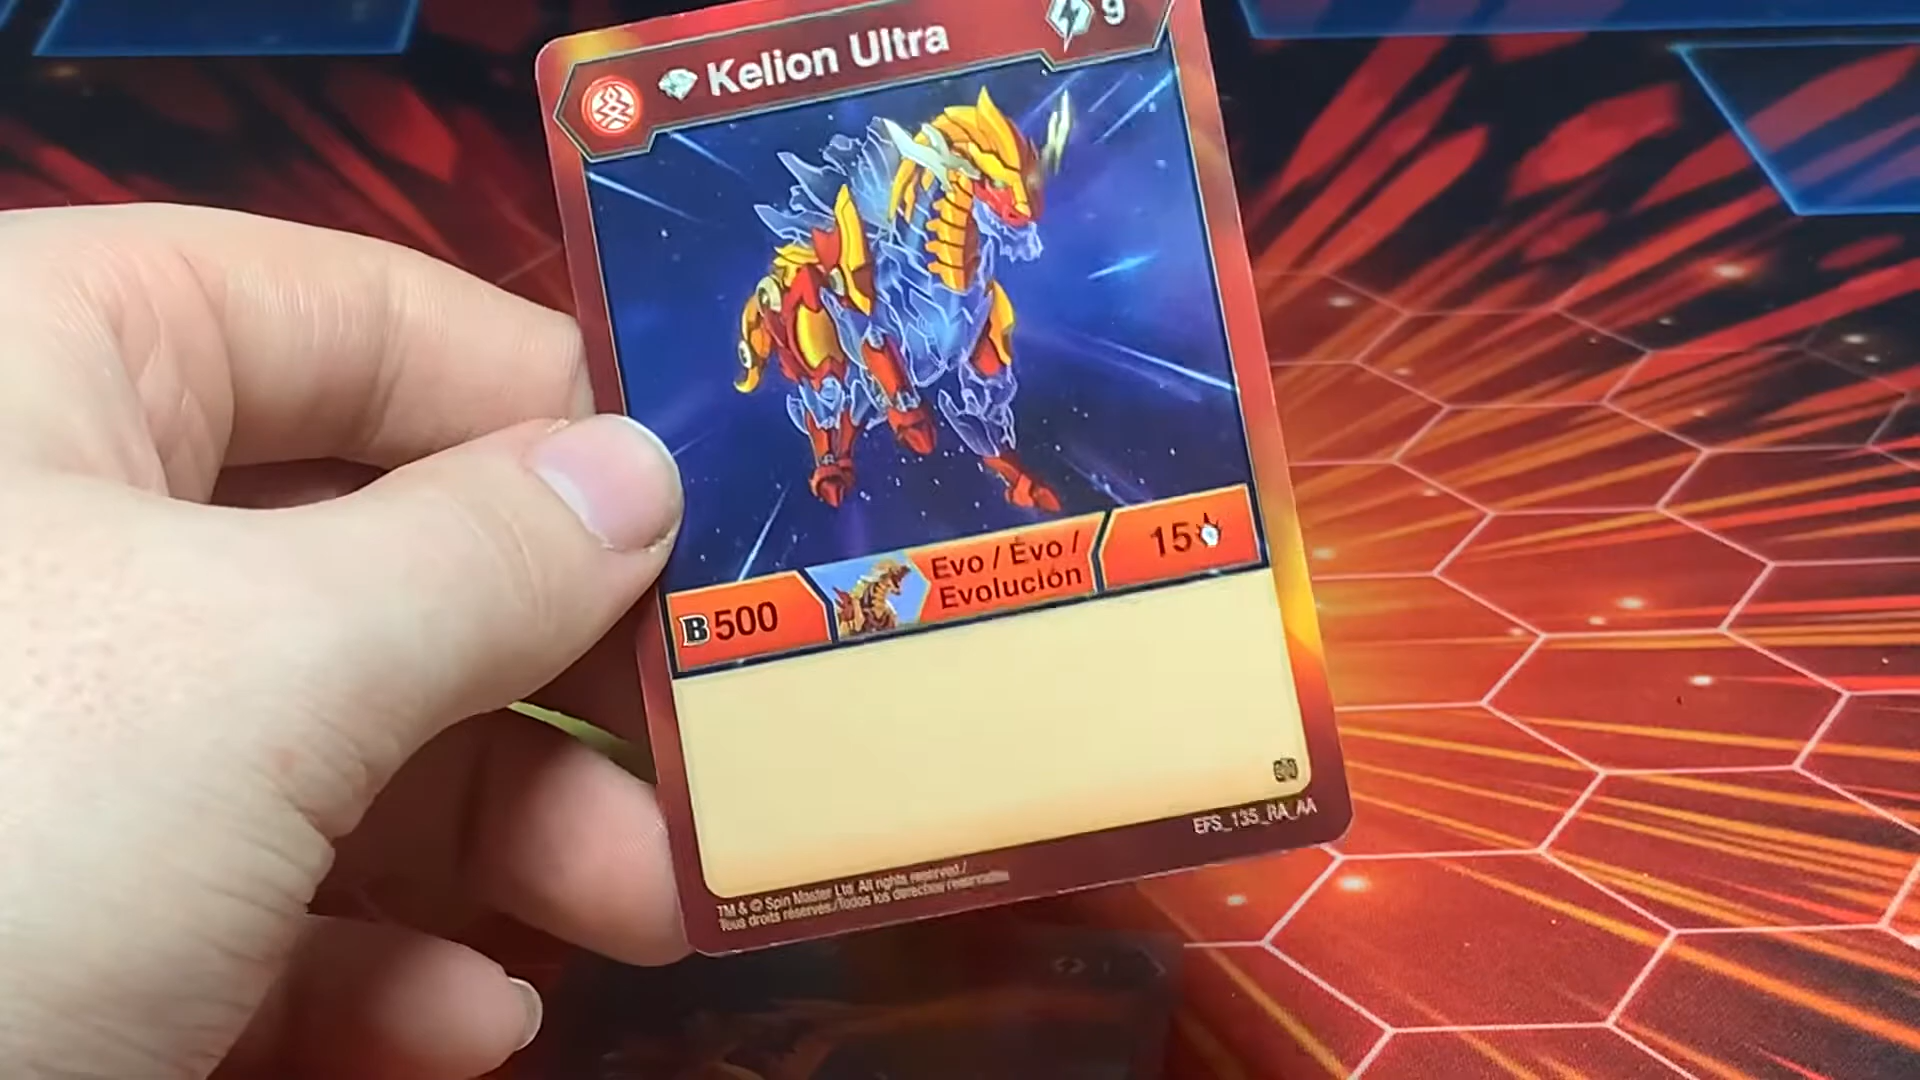 Kelion Ultra
9
B 500
Evo / Évo /
Evolución
15
EFS_135_RA_AA
TM & © Spin Master Ltd. All rights reserved /
Tous droits réservés./Todos los derechos reservados